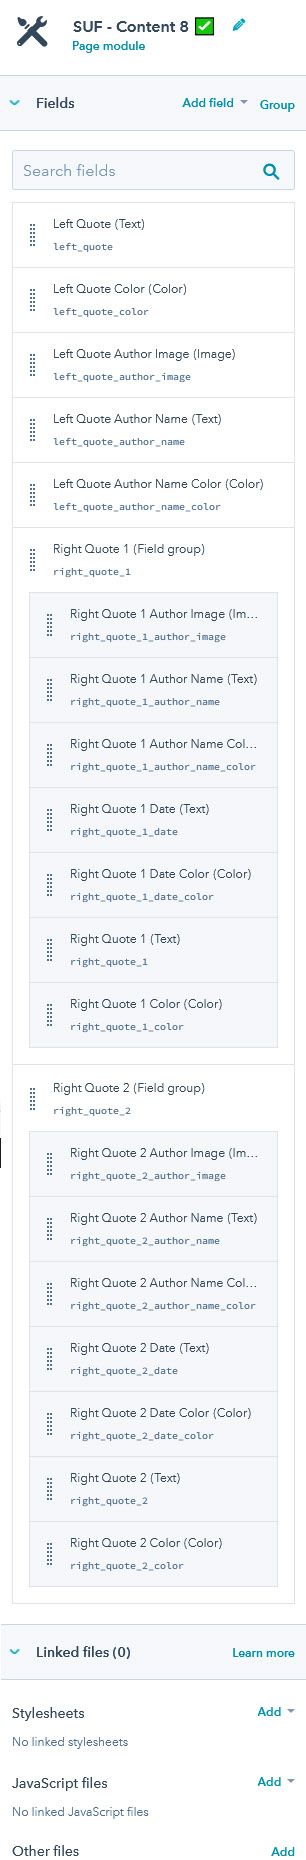 SUF - Content 8 ✅
Page module
Fields
Add field
Group
Search fields
Left Quote (Text)
left_quote
Left Quote Color (Color)
left_quote_color
Left Quote Author Image (Image)
left_quote_author_image
Left Quote Author Name (Text)
left_quote_author_name
Left Quote Author Name Color (Color)
left_quote_author_name_color
Right Quote 1 (Field group)
right_quote_1
Right Quote 1 Author Image (Im...
right_quote_1_author_image
Right Quote 1 Author Name (Text)
right_quote_1_author_name
Right Quote 1 Author Name Col...
right_quote_1_author_name_color
Right Quote 1 Date (Text)
right_quote_1_date
Right Quote 1 Date Color (Color)
right_quote_1_date_color
Right Quote 1 (Text)
right_quote_1
Right Quote 1 Color (Color)
right_quote_1_color
Right Quote 2 (Field group)
right_quote_2
Right Quote 2 Author Image (Im...
right_quote_2_author_image
Right Quote 2 Author Name (Text)
right_quote_2_author_name
Right Quote 2 Author Name Col...
right_quote_2_author_name_color
Right Quote 2 Date (Text)
right_quote_2_date
Right Quote 2 Date Color (Color)
right_quote_2_date_color
Right Quote 2 (Text)
right_quote_2
Right Quote 2 Color (Color)
right_quote_2_color
Linked files (0)
Learn more
Stylesheets
Add
No linked stylesheets
JavaScript files
Add
No linked JavaScript files
Other files
Add